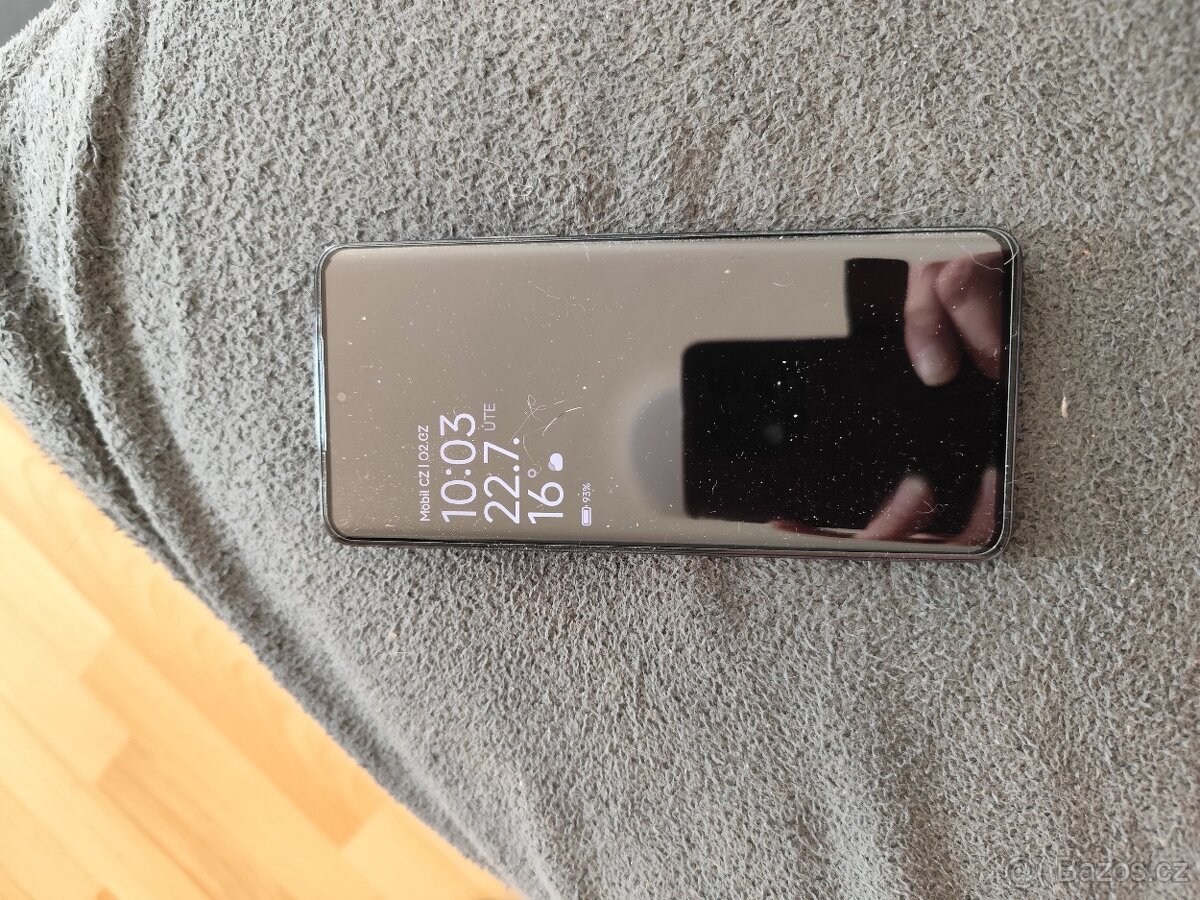 Mobil CZ | O2.CZ
10:03
22.7. ÚTE
16°
93%
@ Bazos.cz